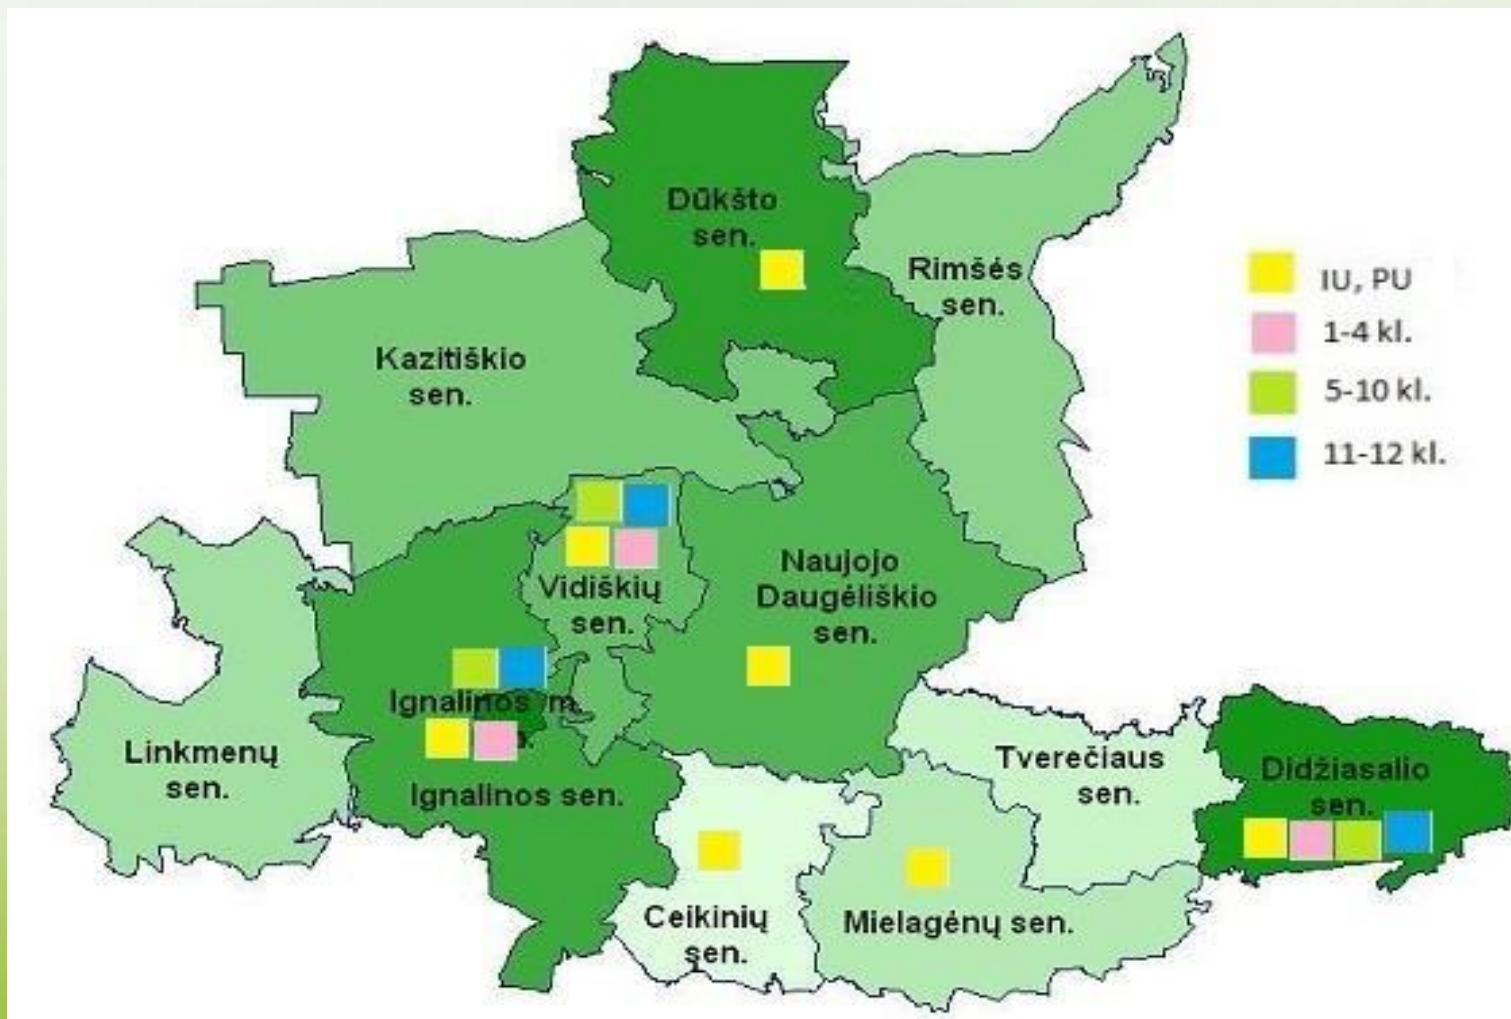 Dūkšto
sen.
Rimšės
sen.
Kazitiškio
sen.
IU, PU
1-4 kl.
5-10 kl.
11-12 kl.
Vidiškių
sen.
Naujojo
Daugėliškio
sen.
Ignalinos m.
Ignalinos sen.
Linkmenų
sen.
Tverečiaus
sen.
Didžiasalio
sen.
Ceikinių
sen.
Mielagėnų sen.